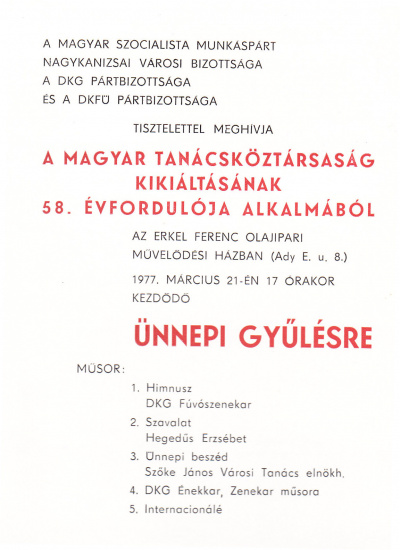 A MAGYAR SZOCIALISTA MUNKÁSPÁRT
NAGYKANIZSAI VÁROSI BIZOTTSÁGA
A DKG PÁRTBIZOTTSÁGA
ÉS A DKFÜ PÁRTBIZOTTSÁGA
TISZTELETTEL MEGHÍVJA
A MAGYAR TANÁCSKÖZTÁRSASÁG
KIKIÁLTÁSÁNAK
58. ÉVFORDULÓJA ALKALMÁBÓL
AZ ERKEL FERENC OLAJIPARI
MŰVELŐDÉSI HÁZBAN (Ady E. u. 8.)
1977. MÁRCIUS 21-ÉN 17 ÓRAKOR
KEZDŐDŐ
ÜNNEPI GYŰLÉSRE
MŰSOR:
1. Himnusz
DKG Fúvószenekar
2. Szavalat
Hegedűs Erzsébet
3. Ünnepi beszéd
Szőke János Városi Tanács elnökh.
4. DKG Énekkar, Zenekar műsora
5. Internacionálé